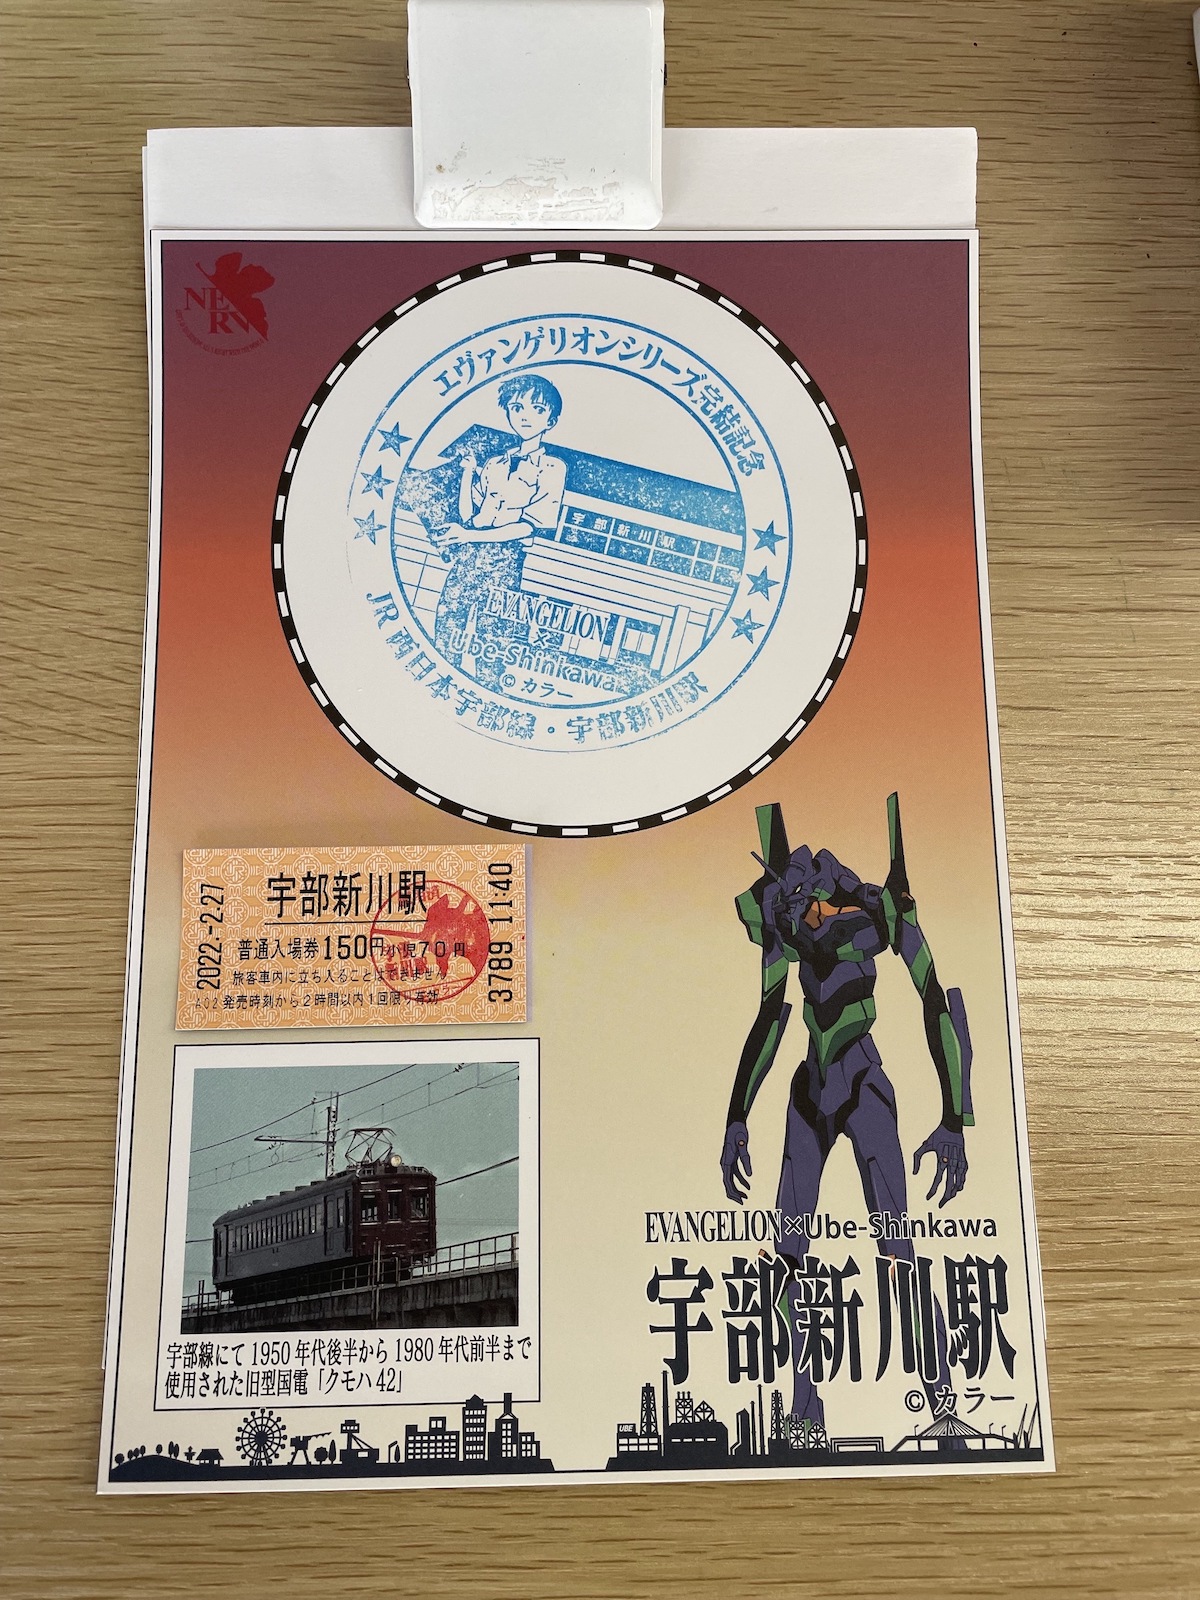 NERV
エヴァンゲリオンシリーズ完結記念
宇部新川駅
EVANGELION
×
Ube-Shinkawa
© カラー
JR西日本宇部線・宇部新川駅
2022.-2.27
宇部新川駅
普通入場券 150円 小児70円
旅客車内に立ち入ることはできません
A02 発売時刻から2時間以内1回限り有効
3789 11:40
宇部線にて1950年代後半から1980年代前半まで
使用された旧型国電「クモハ42」
EVANGELION×Ube-Shinkawa
宇部新川駅
© カラー
UBE